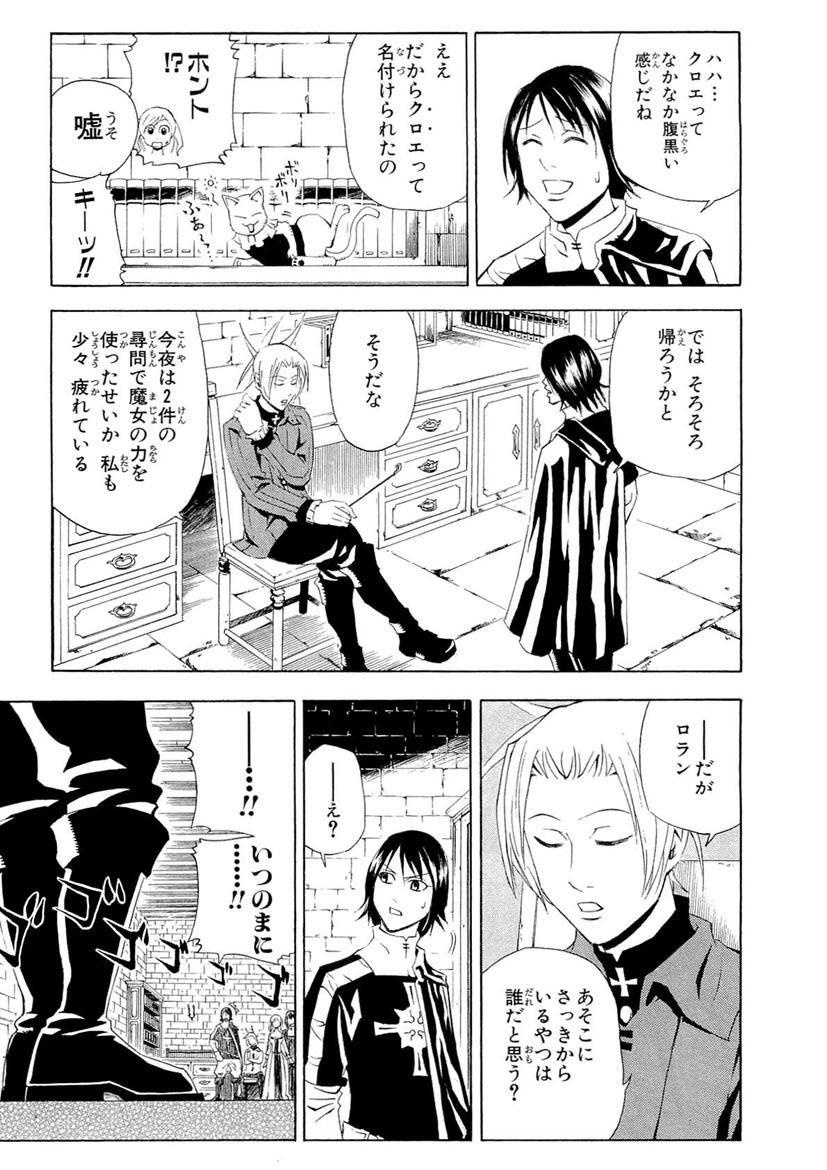 ハハ…
クロエって
なかなか腹黒い
感じだね
ええ
だからクロエって
名付けられたの
ホント
!?
嘘
キーッ!!
ボリ
ボリ
ふぁ〜っ
では そろそろ
帰ろうかと
そうだな
今夜は2件の
尋問で魔女の力を
使ったせいか 私も
少々 疲れている
──だが
ロラン
あそこに
さっきから
いるやつは
誰だと思う?
──え?
──……!!
いつのまに
……!!
ゴゴゴゴゴ